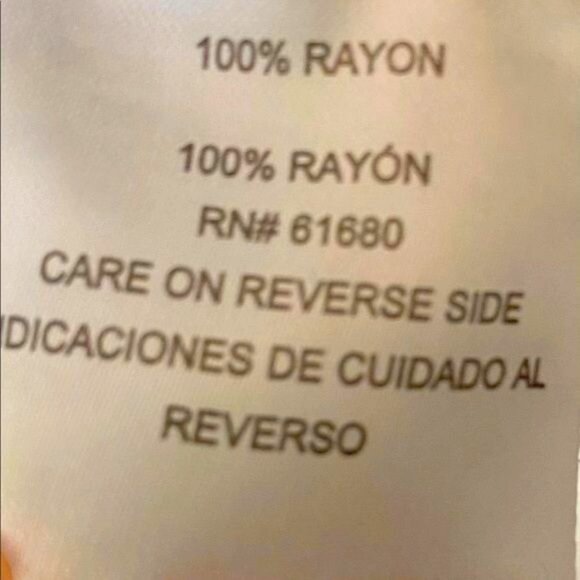 100% RAYON
100% RAYÓN
RN# 61680
CARE ON REVERSE SIDE
DICACIONES DE CUIDADO AL
REVERSO